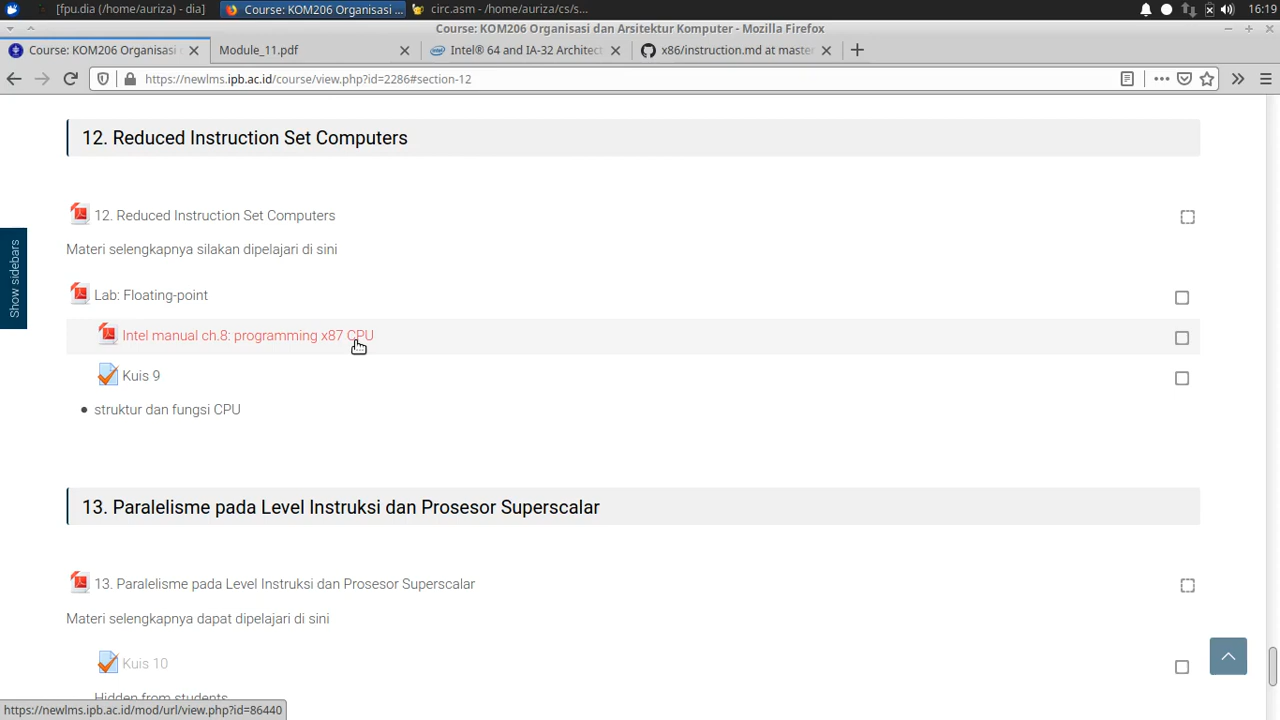 [fpu.dia (/home/auriza) - dia]
Course: KOM206 Organisasi ...
circ.asm - /home/auriza/cs/s...
16:19
Course: KOM206 Organisasi dan Arsitektur Komputer - Mozilla Firefox
Course: KOM206 Organisasi
Module_11.pdf
Intel® 64 and IA-32 Architect
x86/instruction.md at master
https://newlms.ipb.ac.id/course/view.php?id=2286#section-12
12. Reduced Instruction Set Computers
12. Reduced Instruction Set Computers
Materi selengkapnya silakan dipelajari di sini
Show sidebars
Lab: Floating-point
Intel manual ch.8: programming x87 CPU
Kuis 9
struktur dan fungsi CPU
13. Paralelisme pada Level Instruksi dan Prosesor Superscalar
13. Paralelisme pada Level Instruksi dan Prosesor Superscalar
Materi selengkapnya dapat dipelajari di sini
Kuis 10
Hidden from students
https://newlms.ipb.ac.id/mod/url/view.php?id=86440